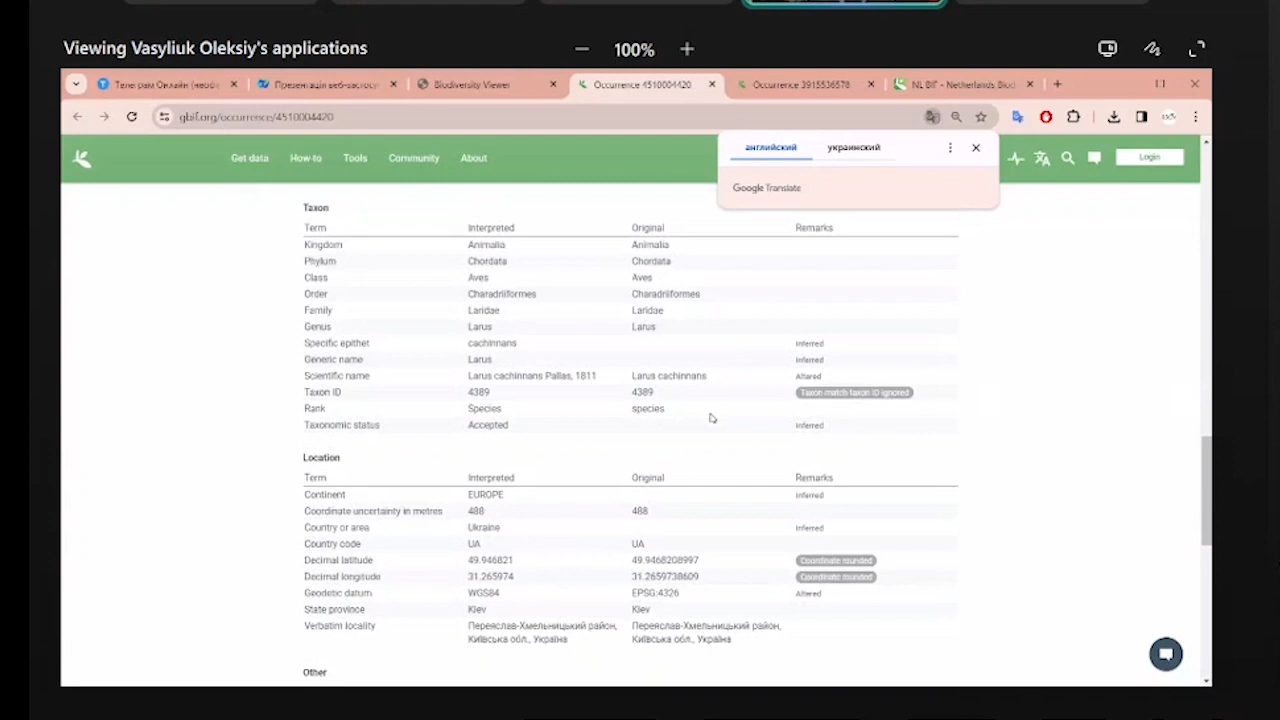 Viewing Vasyliuk Oleksiy's applications
100%
Телеграм Онлайн (неоф
Презентація веб-застосу
Biodiversity Viewer
Occurrence 4510004420
Occurrence 3915536578
NL BIF - Netherlands Biod
gbif.org/occurrence/4510004420
английский украинский
Google Translate
Get data How-to Tools Community About
Login
Taxon
Term Interpreted Original Remarks
Kingdom Animalia Animalia
Phylum Chordata Chordata
Class Aves Aves
Order Charadriiformes Charadriiformes
Family Laridae Laridae
Genus Larus Larus
Specific epithet cachinnans Inferred
Generic name Larus Inferred
Scientific name Larus cachinnans Pallas, 1811 Larus cachinnans Altered
Taxon ID 4389 4389 Taxon match taxon ID ignored
Rank Species species
Taxonomic status Accepted Inferred
Location
Term Interpreted Original Remarks
Continent EUROPE Inferred
Coordinate uncertainty in metres 488 488
Country or area Ukraine Inferred
Country code UA UA
Decimal latitude 49.946821 49.9468208997 Coordinate rounded
Decimal longitude 31.265974 31.2659738609 Coordinate rounded
Geodetic datum WGS84 EPSG:4326 Altered
State province Kiev Kiev
Verbatim locality Переяслав-Хмельницький район, Переяслав-Хмельницький район,
Київська обл., Україна Київська обл., Україна
Other